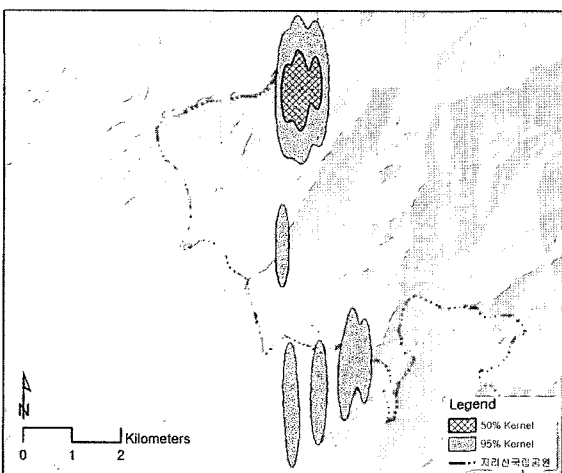 N
Kilometers
0 1 2
Legend
50% Kernel
95% Kernel
지리산국립공원